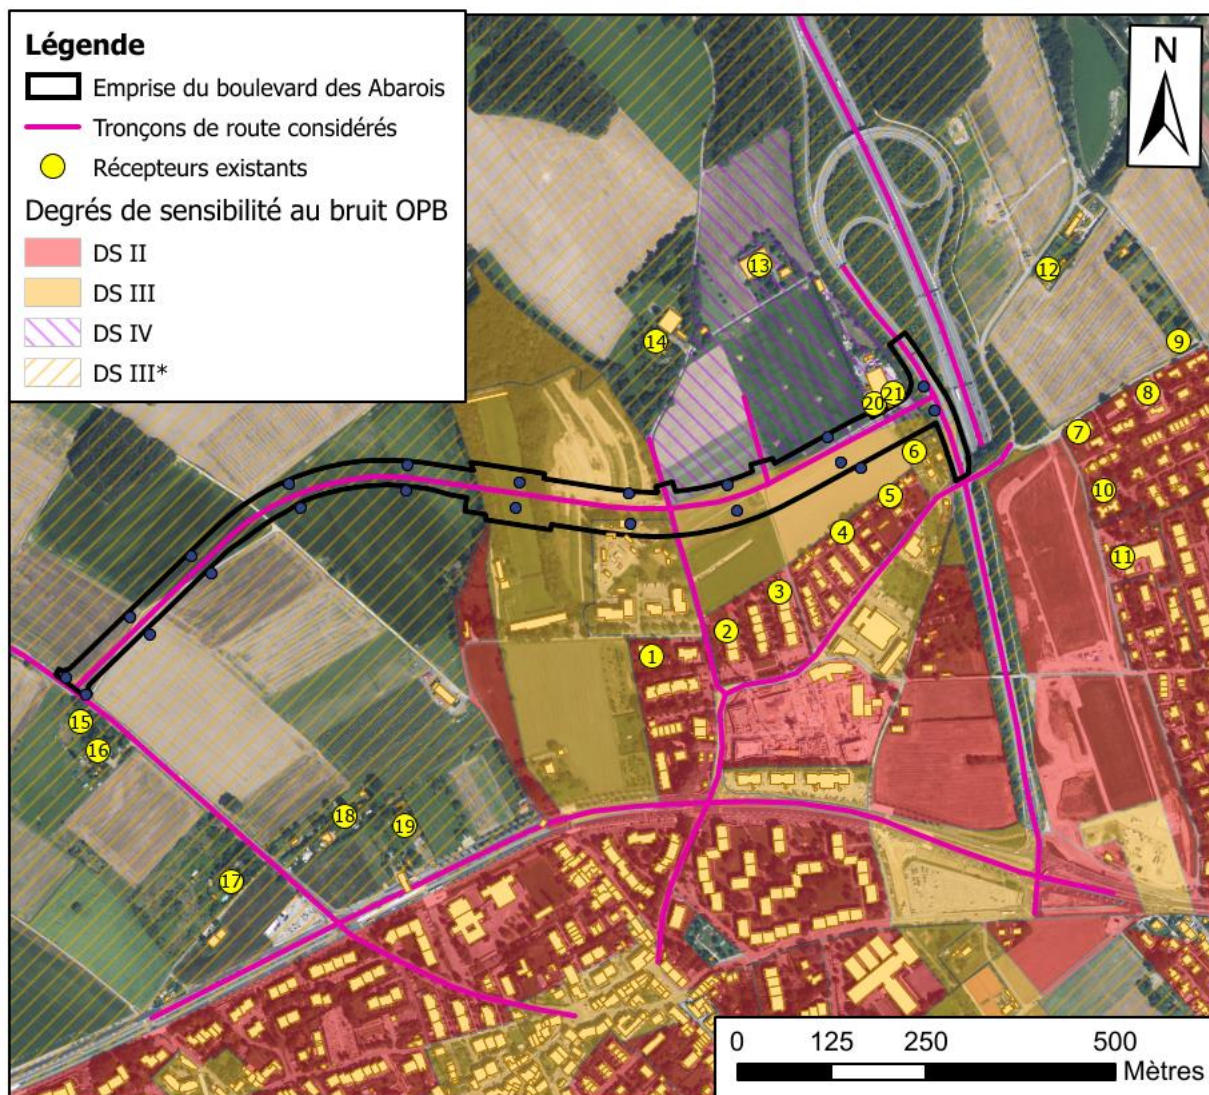 Légende
Emprise du boulevard des Abarois
Tronçons de route considérés
Récepteurs existants
Degrés de sensibilité au bruit OPB
DS II
DS III
DS IV
DS III*
N
13
12
14
9
21
20
8
7
6
5
10
4
11
3
2
1
15
16
18
19
17
0 125 250 500
Mètres